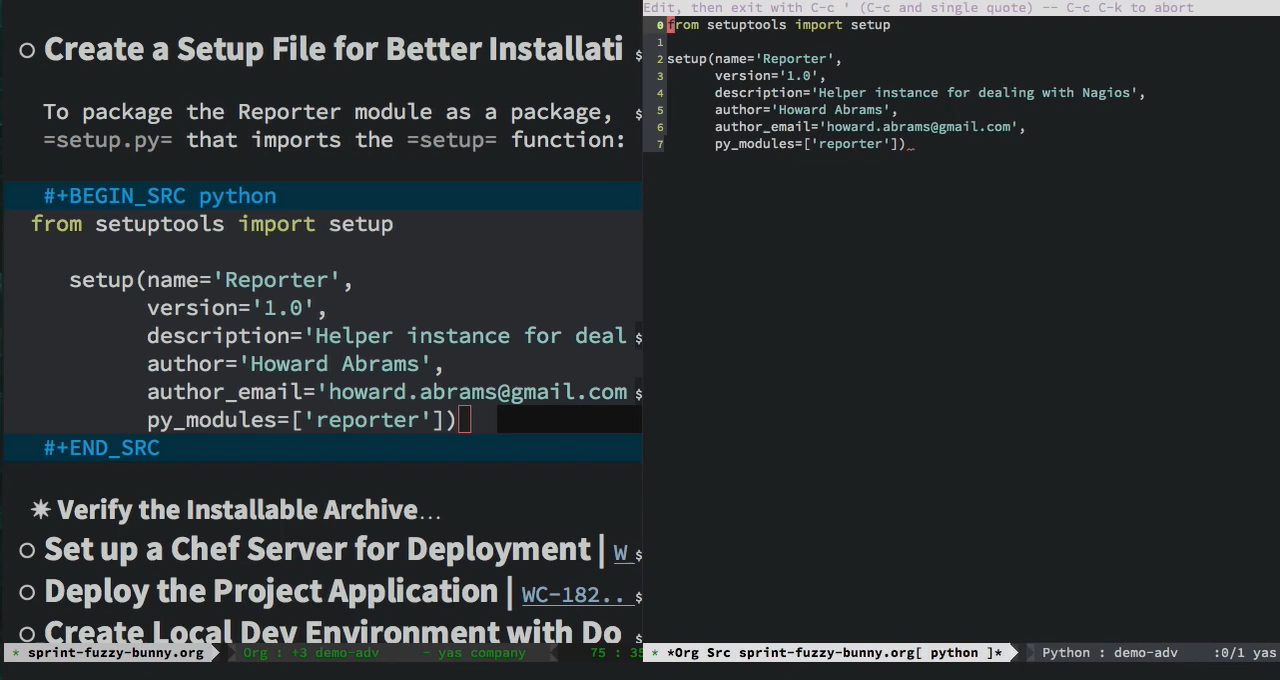 ○ Create a Setup File for Better Installati $
To package the Reporter module as a package, $
=setup.py= that imports the =setup= function:
#+BEGIN_SRC python
from setuptools import setup
setup(name='Reporter',
version='1.0',
description='Helper instance for deal $
author='Howard Abrams',
author_email='howard.abrams@gmail.com $
py_modules=['reporter'])
#+END_SRC
✷ Verify the Installable Archive...
○ Set up a Chef Server for Deployment | W $
○ Deploy the Project Application | WC-182.. $
○ Create Local Dev Environment with Do $
* sprint-fuzzy-bunny.org Org : +3 demo-adv - yas company 75 : 35
Edit, then exit with C-c ' (C-c and single quote) -- C-c C-k to abort
0 from setuptools import setup
1
2 setup(name='Reporter',
3 version='1.0',
4 description='Helper instance for dealing with Nagios',
5 author='Howard Abrams',
6 author_email='howard.abrams@gmail.com',
7 py_modules=['reporter'])
* *Org Src sprint-fuzzy-bunny.org[ python ]* Python : demo-adv :0/1 yas